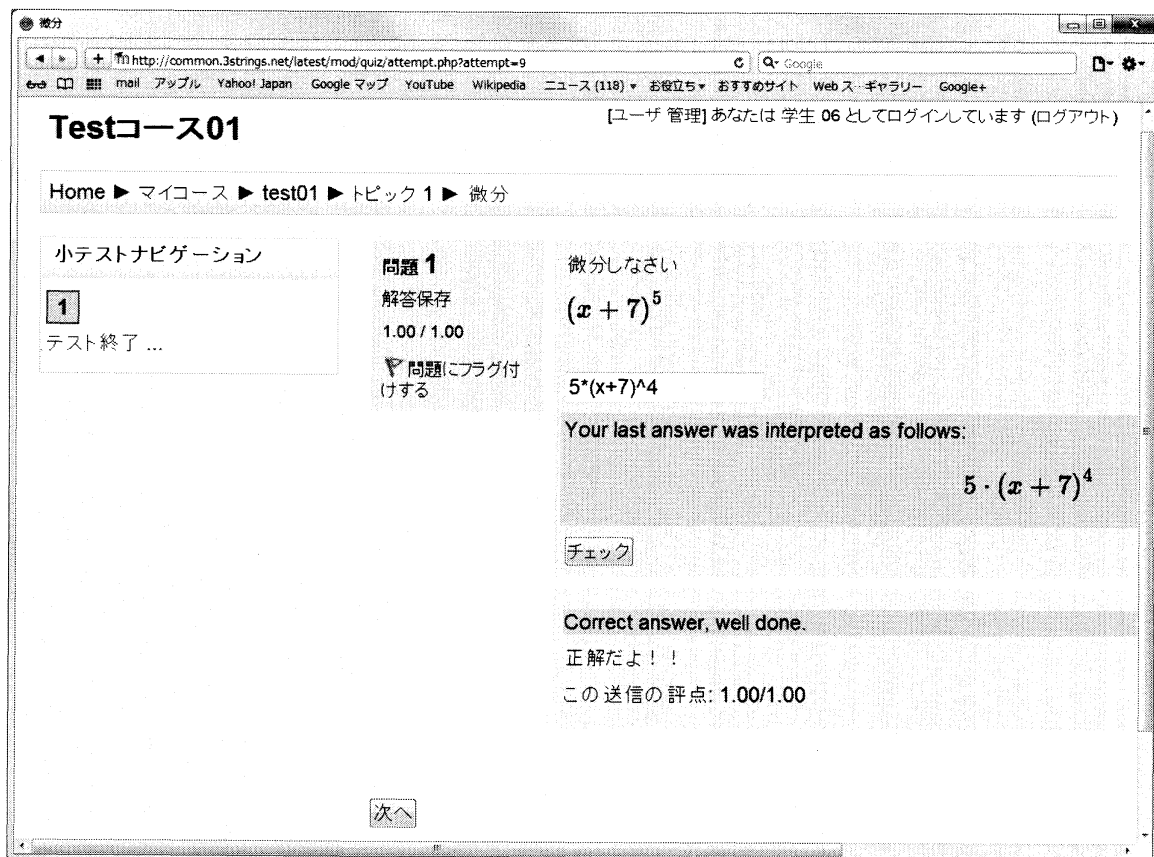 微分
http://common.3strings.net/latest/mod/quiz/attempt.php?attempt=9
Google
mail アップル Yahoo! Japan Google マップ YouTube Wikipedia ニュース (118) お役立ち おすすめサイト Web ス…ギャラリー Google+
Testコース01
[ユーザ 管理] あなたは 学生 06 としてログインしています (ログアウト)
Home ▶ マイコース ▶ test01 ▶ トピック 1 ▶ 微分
小テストナビゲーション
1
テスト終了 ...
問題 1
解答保存
1.00 / 1.00
問題にフラグ付
けする
微分しなさい
(x + 7)^5
5*(x+7)^4
Your last answer was interpreted as follows:
5 · (x + 7)^4
チェック
Correct answer, well done.
正解だよ！！
この送信の評点: 1.00/1.00
次へ